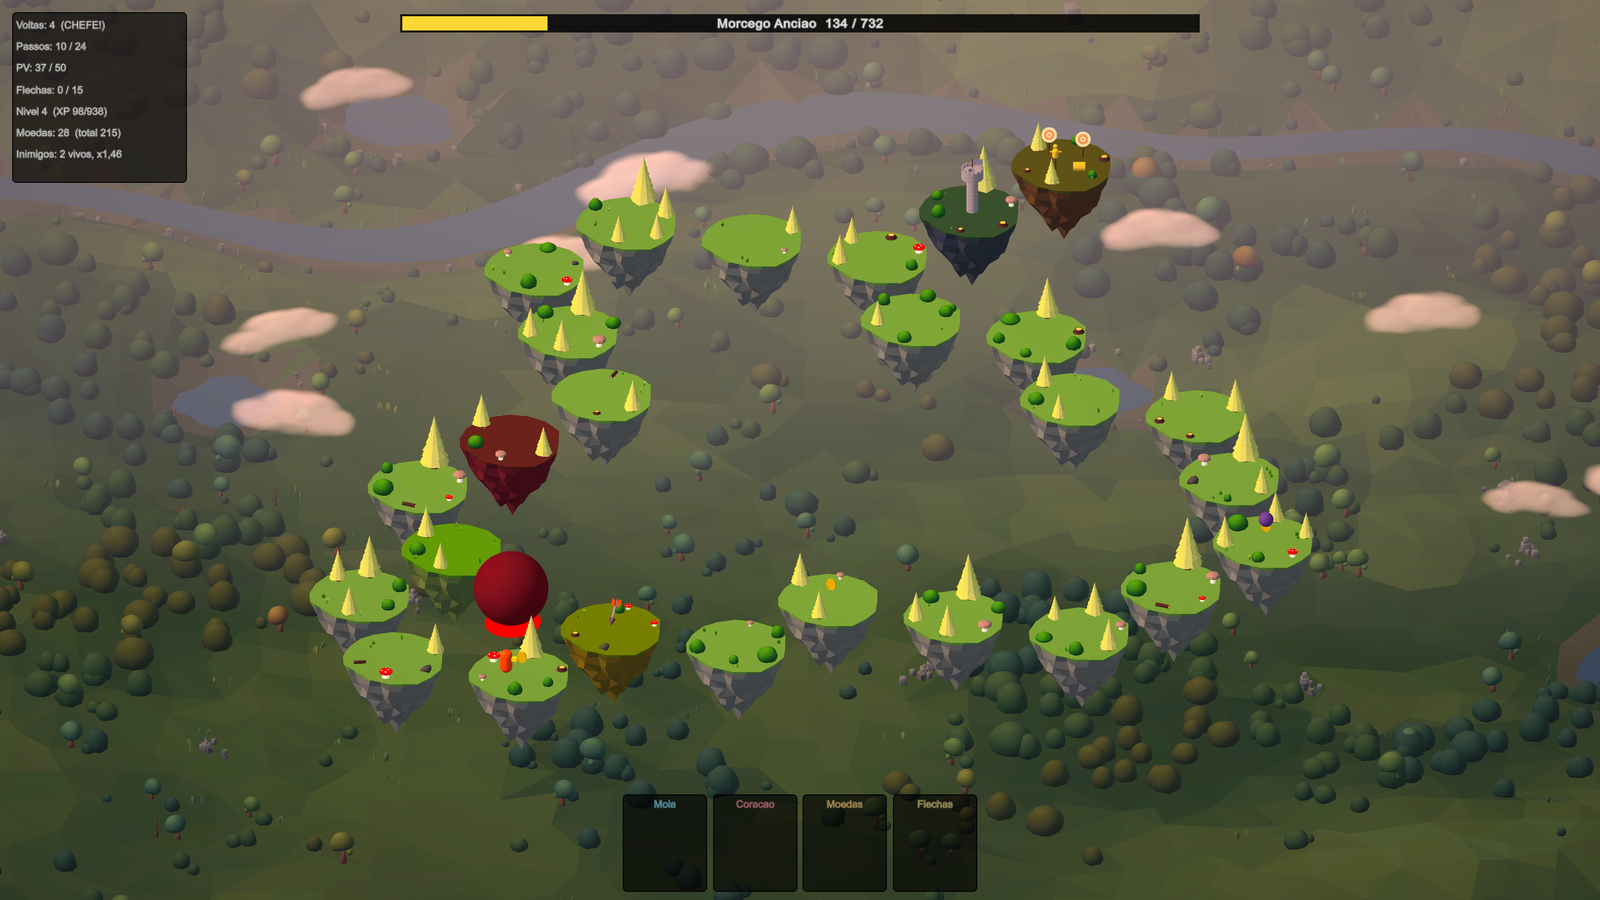 Voltas: 4 (CHEFE!)
Passos: 10 / 24
PV: 37 / 50
Flechas: 0 / 15
Nivel 4 (XP 98/938)
Moedas: 28 (total 215)
Inimigos: 2 vivos, x1,46
Morcego Anciao 134 / 732
Mola
Coracao
Moedas
Flechas